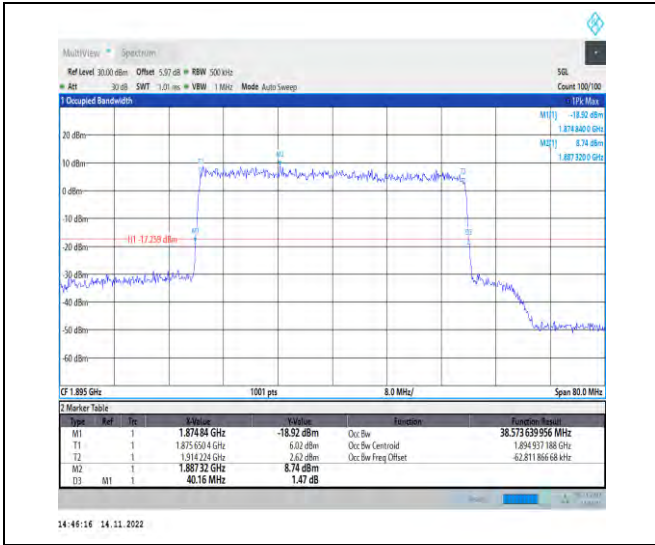 MultiView Spectrum
Ref Level 30.00 dBm Offset 5.97 dB RBW 500 kHz SGL
Att 30 dB SWT 1.01 ms VBW 1 MHz Mode Auto Sweep Count 100/100
1 Occupied Bandwidth 1Pk Max
M1[1] -18.92 dBm
1.874 840 0 GHz
M2[1] 8.74 dBm
1.887 320 0 GHz
20 dBm
10 dBm
0 dBm
-10 dBm
H1 -17.259 dBm
-20 dBm
-30 dBm
-40 dBm
-50 dBm
-60 dBm
M1
T1
M2
T2
D3
CF 1.895 GHz 1001 pts 8.0 MHz/ Span 80.0 MHz
2 Marker Table
Type Ref Trc X-Value Y-Value Function Function Result
M1 1 1.874 84 GHz -18.92 dBm Occ Bw 38.573 639 956 MHz
T1 1 1.875 650 4 GHz 6.02 dBm Occ Bw Centroid 1.894 937 188 GHz
T2 1 1.914 224 GHz 2.62 dBm Occ Bw Freq Offset -62.811 866 68 kHz
M2 1 1.887 32 GHz 8.74 dBm
D3 M1 1 40.16 MHz 1.47 dB
14:46:16 14.11.2022